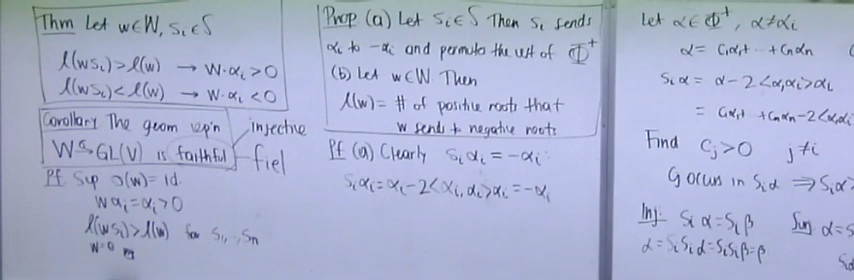 Thm Let w∈W, sᵢ∈S
l(wsᵢ)>l(w) → w·αᵢ>0
l(wsᵢ)<l(w) → w·αᵢ<0
Corollary The geom rep'n
W↪GL(V) is faithful
injective
fiel
Pf Sup σ(w)=id
wαᵢ=αᵢ>0
l(wsᵢ)>l(w) for s₁,..,sₙ
Prop (a) Let sᵢ∈S Then sᵢ sends
αᵢ to -αᵢ and permutes the rest of Φ⁺
(b) Let w∈W Then
l(w)= # of positive roots that
w sends to negative roots
Pf (a) Clearly sᵢαᵢ=-αᵢ:
sᵢαᵢ=αᵢ-2<αᵢ,αᵢ>αᵢ=-αᵢ
Let α∈Φ⁺, α≠αᵢ
α= c₁α₁+···+cₙαₙ
sᵢα= α-2<α,αᵢ>αᵢ
= c₁α₁+ +cₙαₙ-2<α,αᵢ
Find cⱼ>0 j≠i
cⱼ occurs in sᵢα ⇒sᵢα>
Inj: sᵢα=sᵢβ
α=sᵢsᵢα=sᵢsᵢβ=β
Surj α=s